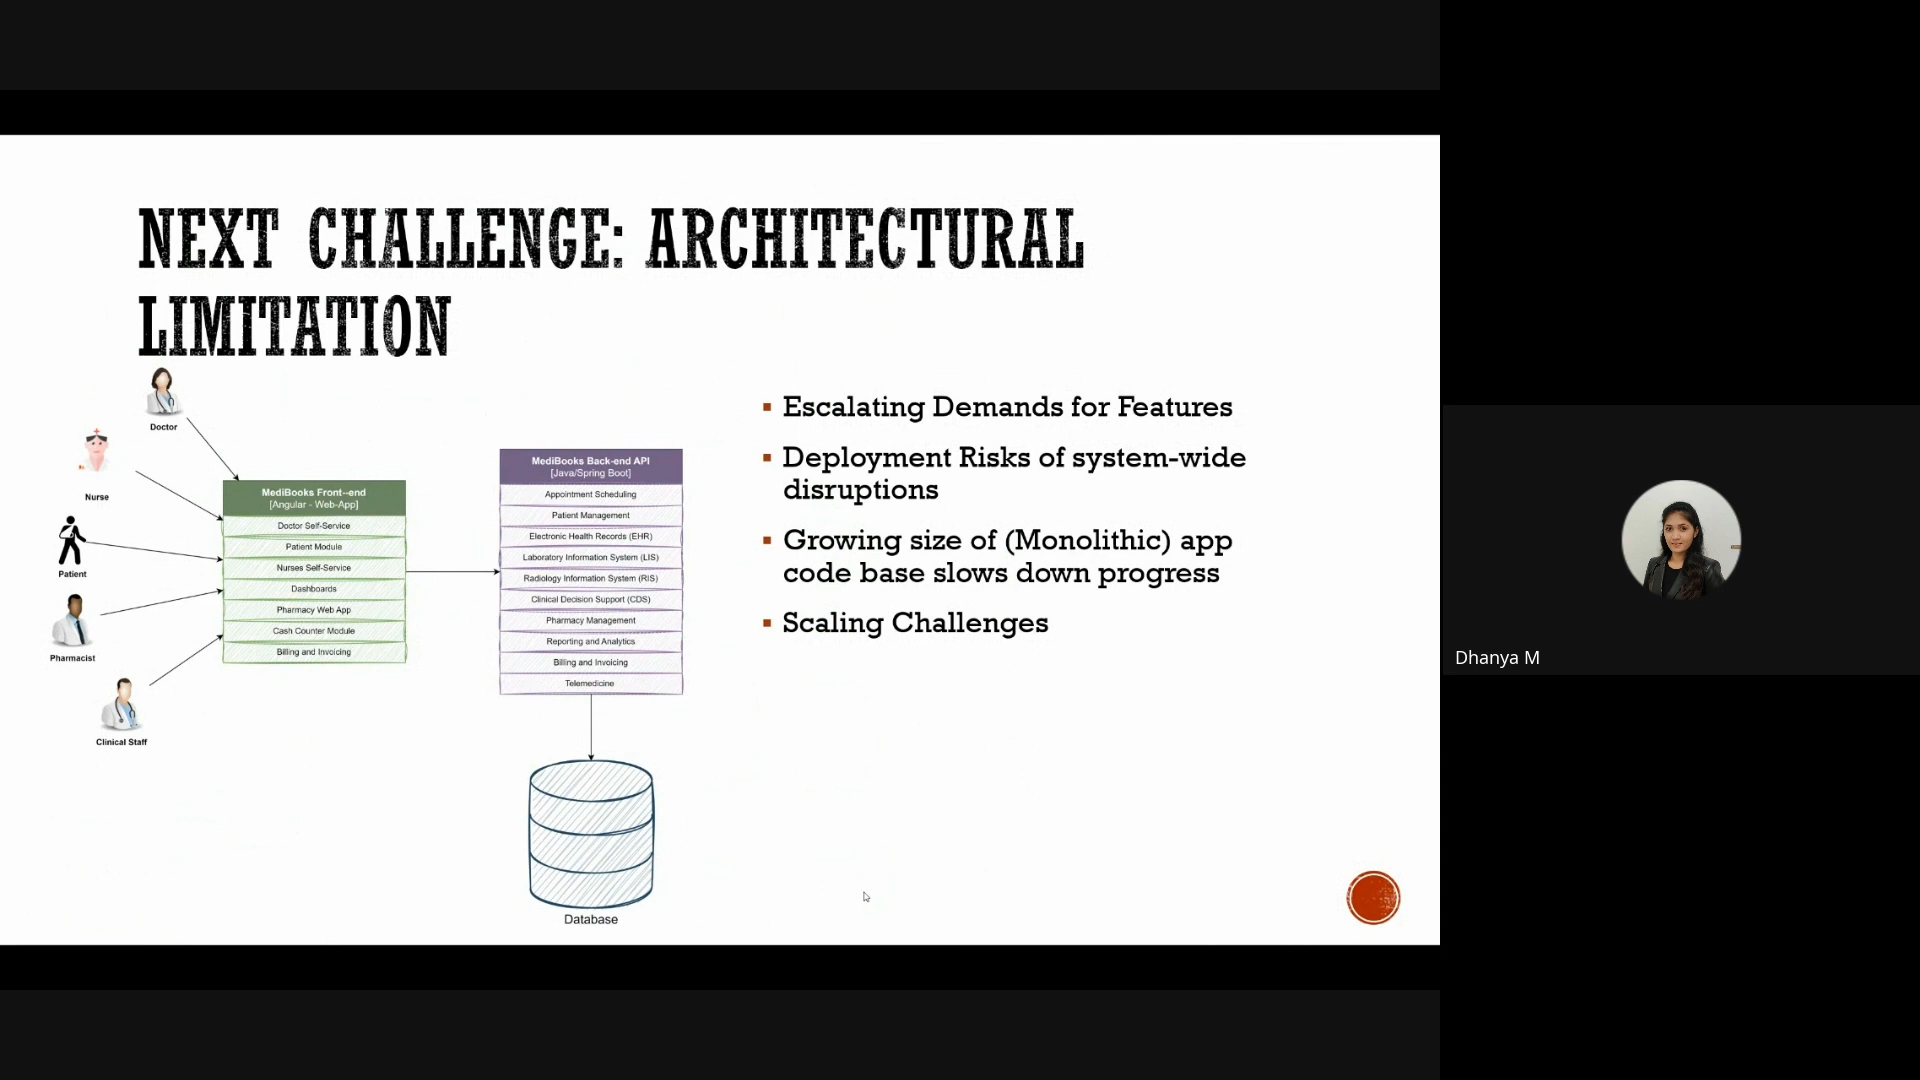 NEXT CHALLENGE: ARCHITECTURAL
LIMITATION
Doctor
Nurse
Patient
Pharmacist
Clinical Staff
MediBooks Front--end
[Angular - Web-App]
Doctor Self-Service
Patient Module
Nurses Self-Service
Dashboards
Pharmacy Web App
Cash Counter Module
Billing and Invoicing
MediBooks Back-end API
[Java/Spring Boot]
Appointment Scheduling
Patient Management
Electronic Health Records (EHR)
Laboratory Information System (LIS)
Radiology Information System (RIS)
Clinical Decision Support (CDS)
Pharmacy Management
Reporting and Analytics
Billing and Invoicing
Telemedicine
Database
Escalating Demands for Features
Deployment Risks of system-wide
disruptions
Growing size of (Monolithic) app
code base slows down progress
Scaling Challenges
Dhanya M